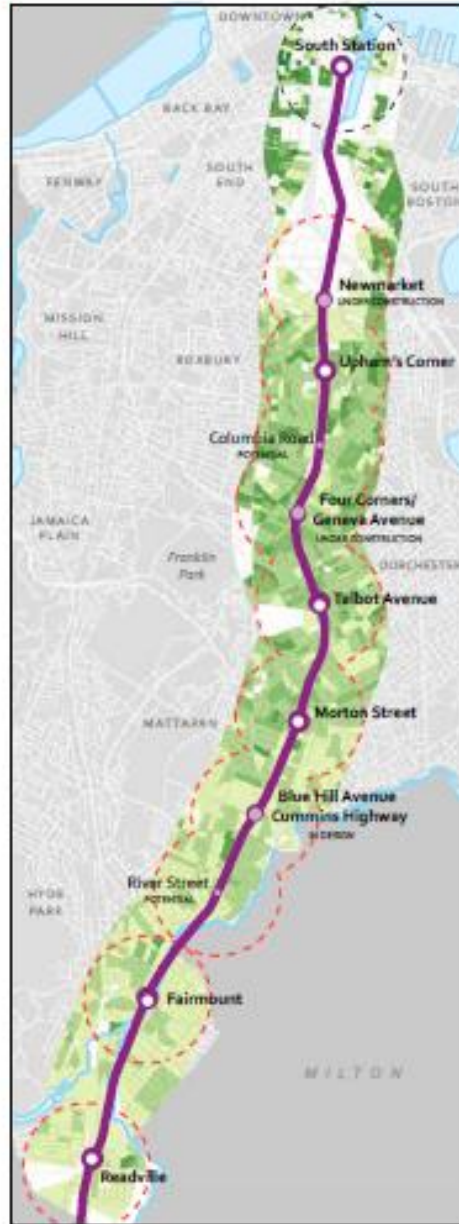 DOWNTOWN
South Station
BACK BAY
FENWAY
SOUTH
END
SOUTH
BOSTON
Newmarket
UNDER CONSTRUCTION
MISSION
HILL
ROXBURY
Upham's Corner
Columbia Road
POTENTIAL
Four Corners/
Geneva Avenue
UNDER CONSTRUCTION
JAMAICA
PLAIN
Franklin
Park
DORCHESTER
Talbot Avenue
MATTAPAN
Morton Street
Blue Hill Avenue
Cummins Highway
IN DESIGN
River Street
POTENTIAL
HYDE
PARK
Fairmount
MILTON
Readville